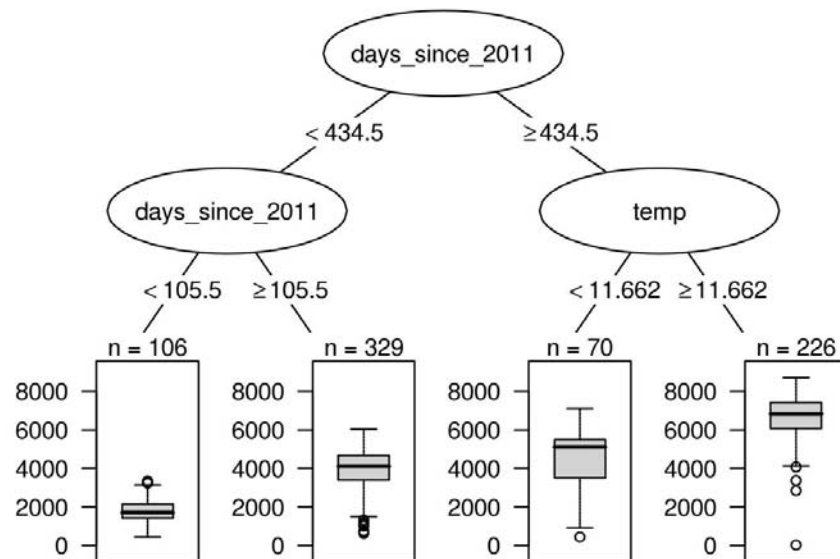 days_since_2011
< 434.5 ≥ 434.5
days_since_2011 temp
< 105.5 ≥ 105.5 < 11.662 ≥ 11.662
n = 106 n = 329 n = 70 n = 226
8000 8000 8000 8000
6000 6000 6000 6000
4000 4000 4000 4000
2000 2000 2000 2000
0 0 0 0